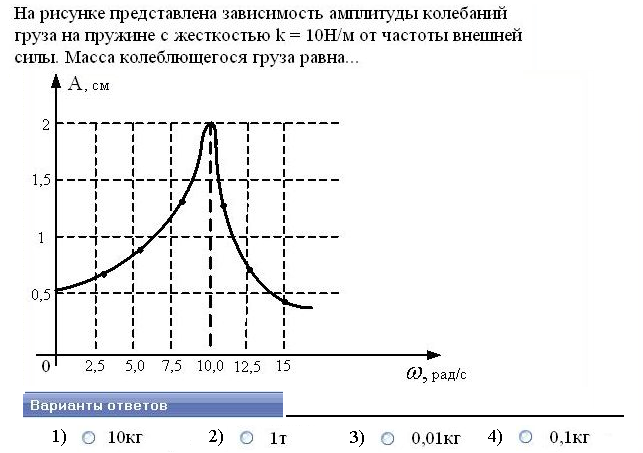 На рисунке представлена зависимость амплитуды колебаний
груза на пружине с жесткостью k = 10Н/м от частоты внешней
силы. Масса колеблющегося груза равна...
А, см
2
1,5
1
0,5
0 2,5 5,0 7,5 10,0 12,5 15
ω, рад/с
Варианты ответов
1) 10кг 2) 1т 3) 0,01кг 4) 0,1кг